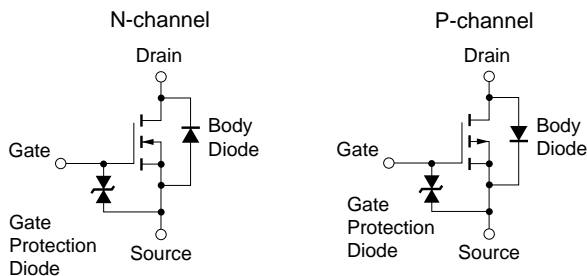 N-channel
Drain
Body
Diode
Gate
Gate
Protection
Diode
Source
P-channel
Drain
Body
Diode
Gate
Gate
Protection
Diode
Source